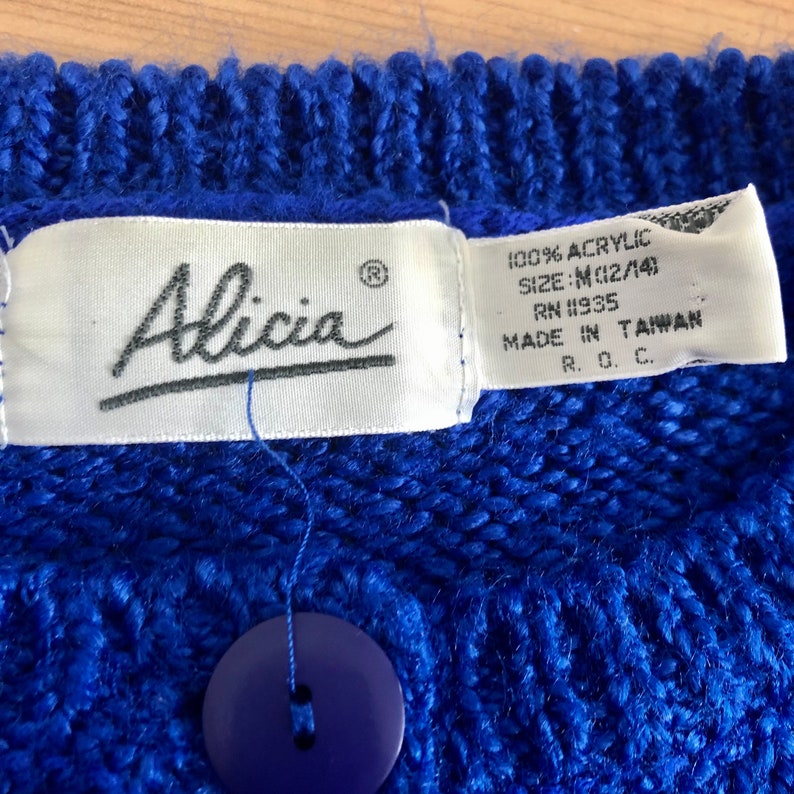 Alicia ®
100% ACRYLIC
SIZE: M (12/14)
RN 11935
MADE IN TAIWAN
R. O. C.